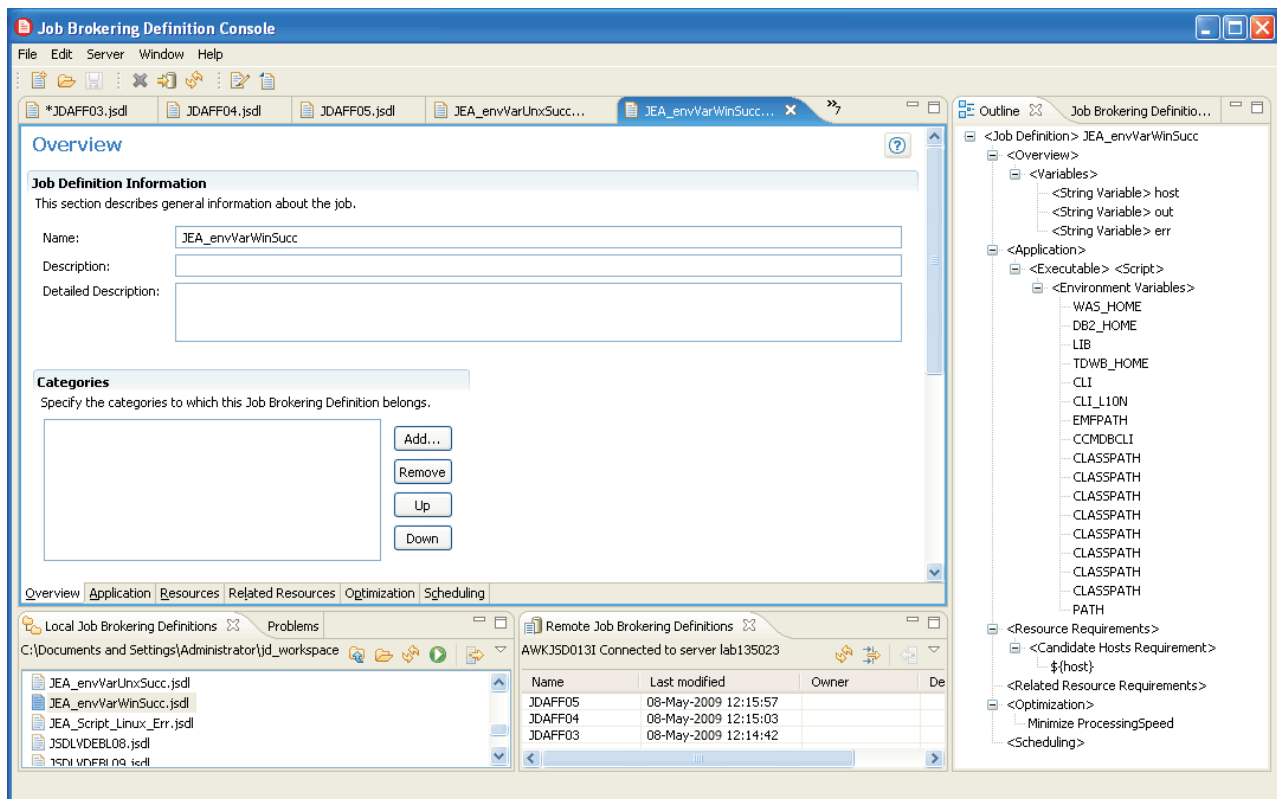 Job Brokering Definition Console
File Edit Server Window Help
*JDAFF03.jsdl JDAFF04.jsdl JDAFF05.jsdl JEA_envVarUnxSucc... JEA_envVarWinSucc... »7
Overview
Job Definition Information
This section describes general information about the job.
Name: JEA_envVarWinSucc
Description:
Detailed Description:
Categories
Specify the categories to which this Job Brokering Definition belongs.
Add...
Remove
Up
Down
Overview Application Resources Related Resources Optimization Scheduling
Local Job Brokering Definitions Problems
C:\Documents and Settings\Administrator\jd_workspace
JEA_envVarUnxSucc.jsdl
JEA_envVarWinSucc.jsdl
JEA_Script_Linux_Err.jsdl
JSDLVDEBL08.jsdl
JSDLVDEBL09.jsdl
Remote Job Brokering Definitions
AWKJSD013I Connected to server lab135023
Name Last modified Owner De
JDAFF05 08-May-2009 12:15:57
JDAFF04 08-May-2009 12:15:03
JDAFF03 08-May-2009 12:14:42
Outline Job Brokering Definitio...
<Job Definition> JEA_envVarWinSucc
<Overview>
<Variables>
<String Variable> host
<String Variable> out
<String Variable> err
<Application>
<Executable> <Script>
<Environment Variables>
WAS_HOME
DB2_HOME
LIB
TDWB_HOME
CLI
CLI_L10N
EMFPATH
CCMDBCLI
CLASSPATH
CLASSPATH
CLASSPATH
CLASSPATH
CLASSPATH
CLASSPATH
CLASSPATH
CLASSPATH
PATH
<Resource Requirements>
<Candidate Hosts Requirement>
${host}
<Related Resource Requirements>
<Optimization>
Minimize ProcessingSpeed
<Scheduling>